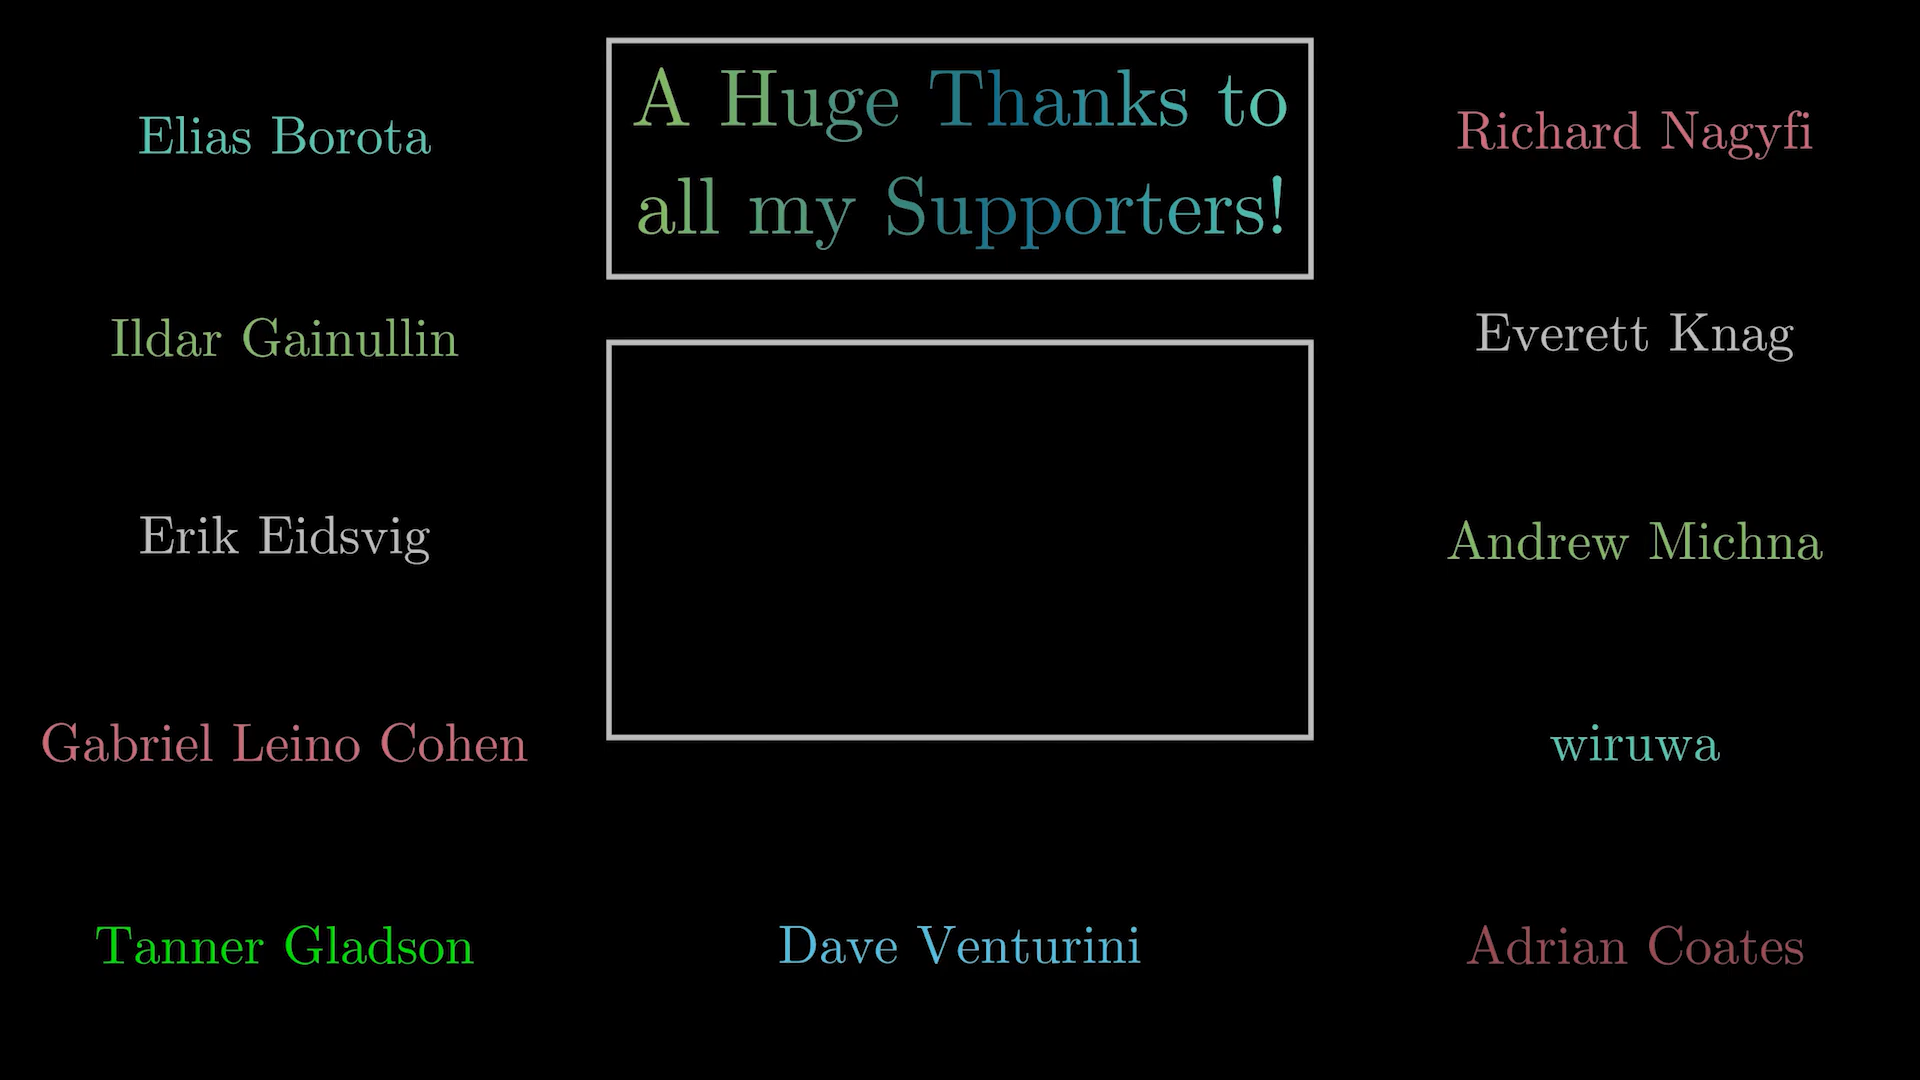 A Huge Thanks to
all my Supporters!
Elias Borota
Richard Nagyfi
Ildar Gainullin
Everett Knag
Erik Eidsvig
Andrew Michna
Gabriel Leino Cohen
wiruwa
Tanner Gladson
Dave Venturini
Adrian Coates